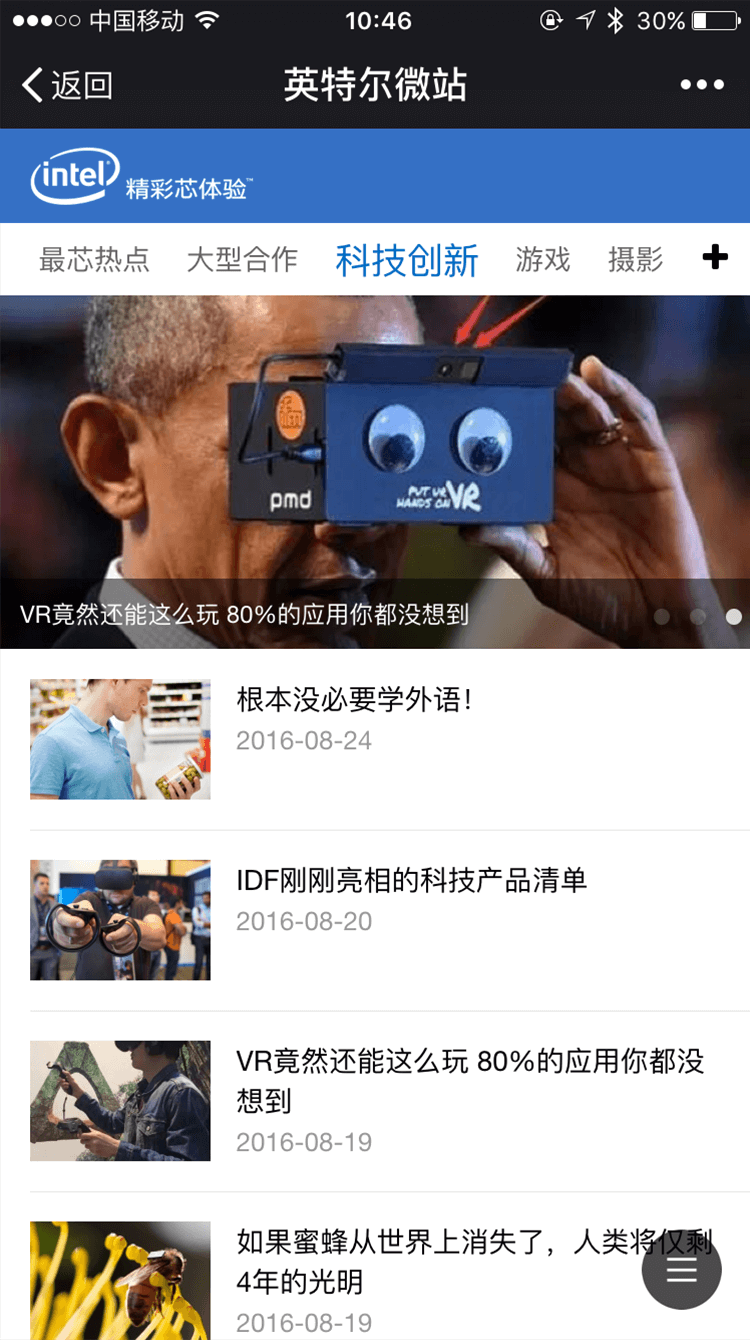 中国移动 10:46 30%
返回 英特尔微站
intel 精彩芯体验™
最芯热点 大型合作 科技创新 游戏 摄影
pmd
PUT UR HANDS ON VR
VR竟然还能这么玩 80%的应用你都没想到
根本没必要学外语!
2016-08-24
IDF刚刚亮相的科技产品清单
2016-08-20
VR竟然还能这么玩 80%的应用你都没
想到
2016-08-19
如果蜜蜂从世界上消失了，人类将仅剩
4年的光明
2016-08-19